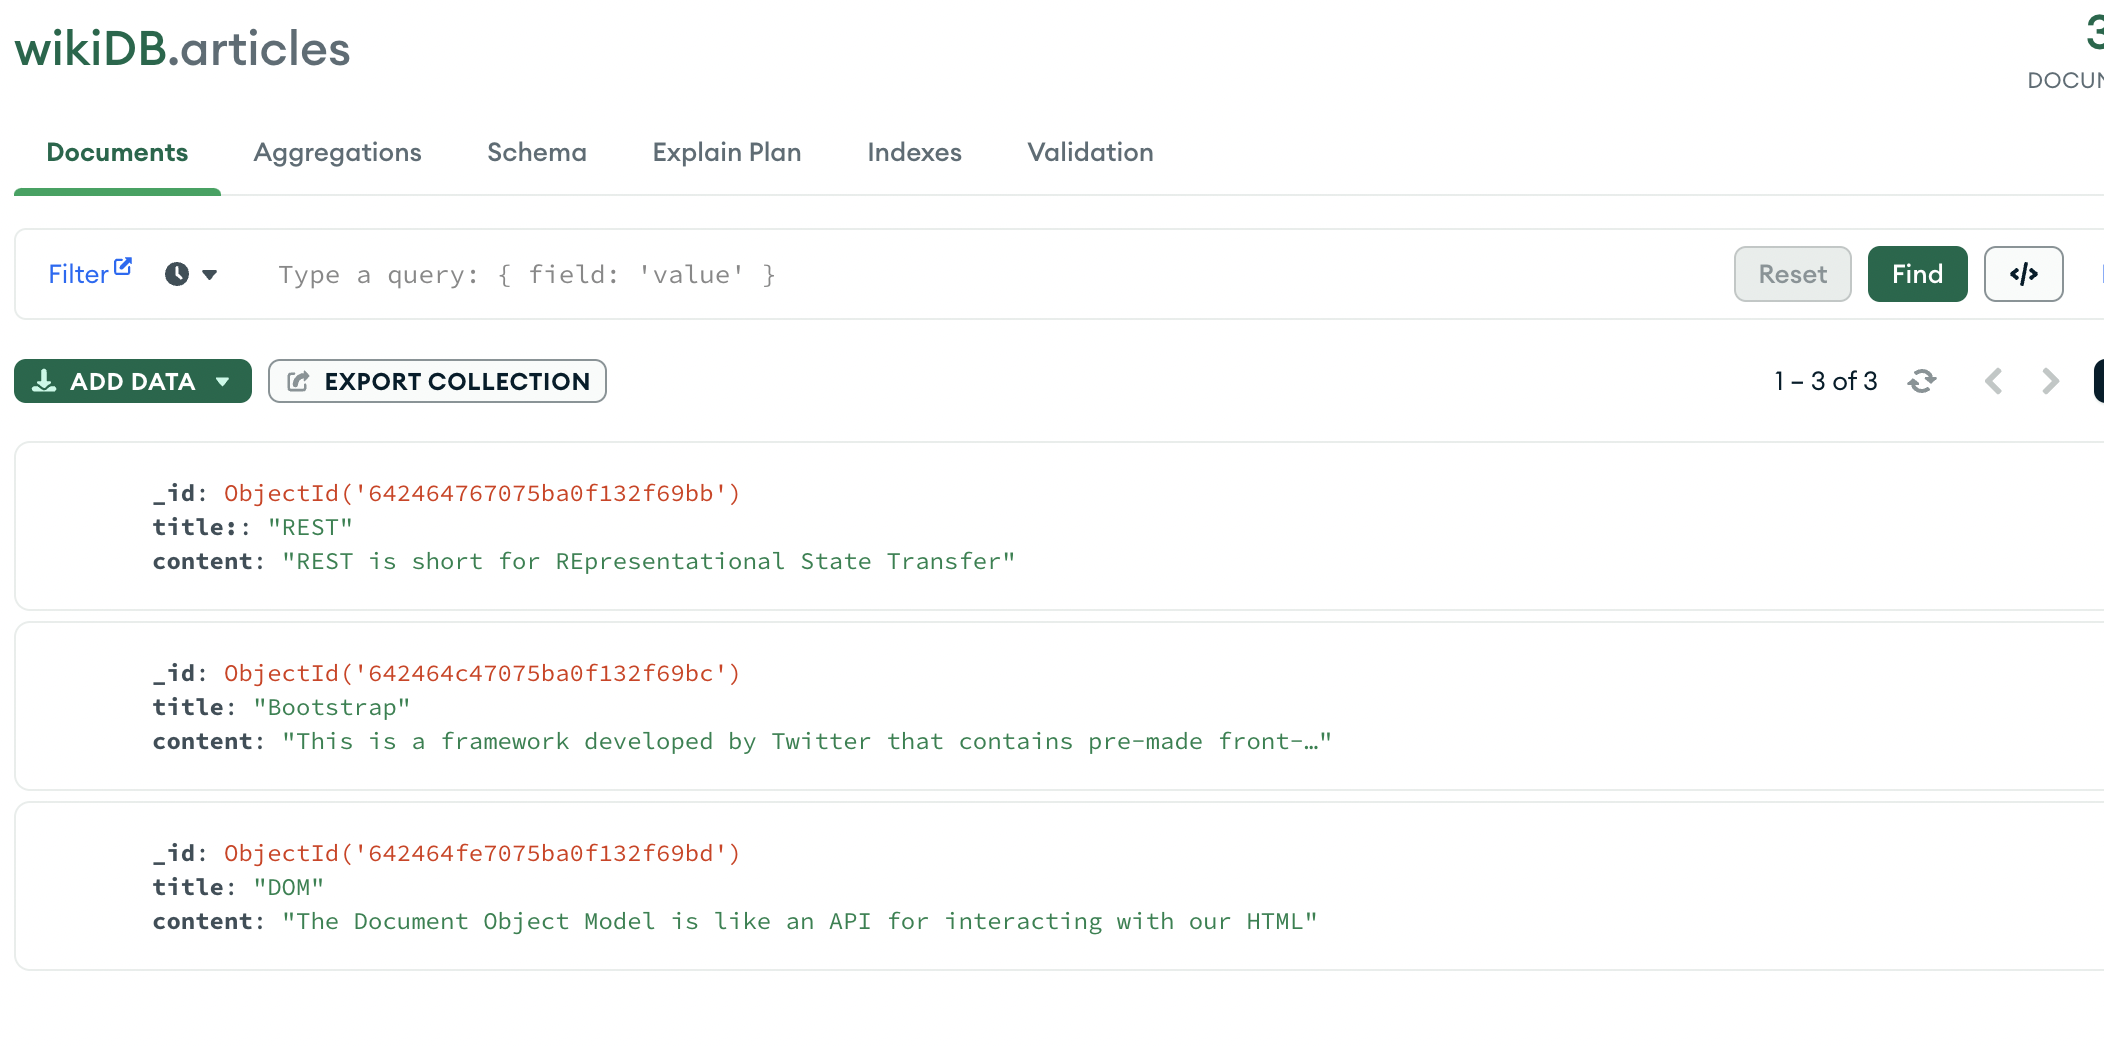 wikiDB.articles
3
DOCUM
Documents Aggregations Schema Explain Plan Indexes Validation
Filter Type a query: { field: 'value' } Reset Find </>
ADD DATA EXPORT COLLECTION 1 – 3 of 3
_id: ObjectId('642464767075ba0f132f69bb')
title:: "REST"
content: "REST is short for REpresentational State Transfer"
_id: ObjectId('642464c47075ba0f132f69bc')
title: "Bootstrap"
content: "This is a framework developed by Twitter that contains pre-made front-…"
_id: ObjectId('642464fe7075ba0f132f69bd')
title: "DOM"
content: "The Document Object Model is like an API for interacting with our HTML"